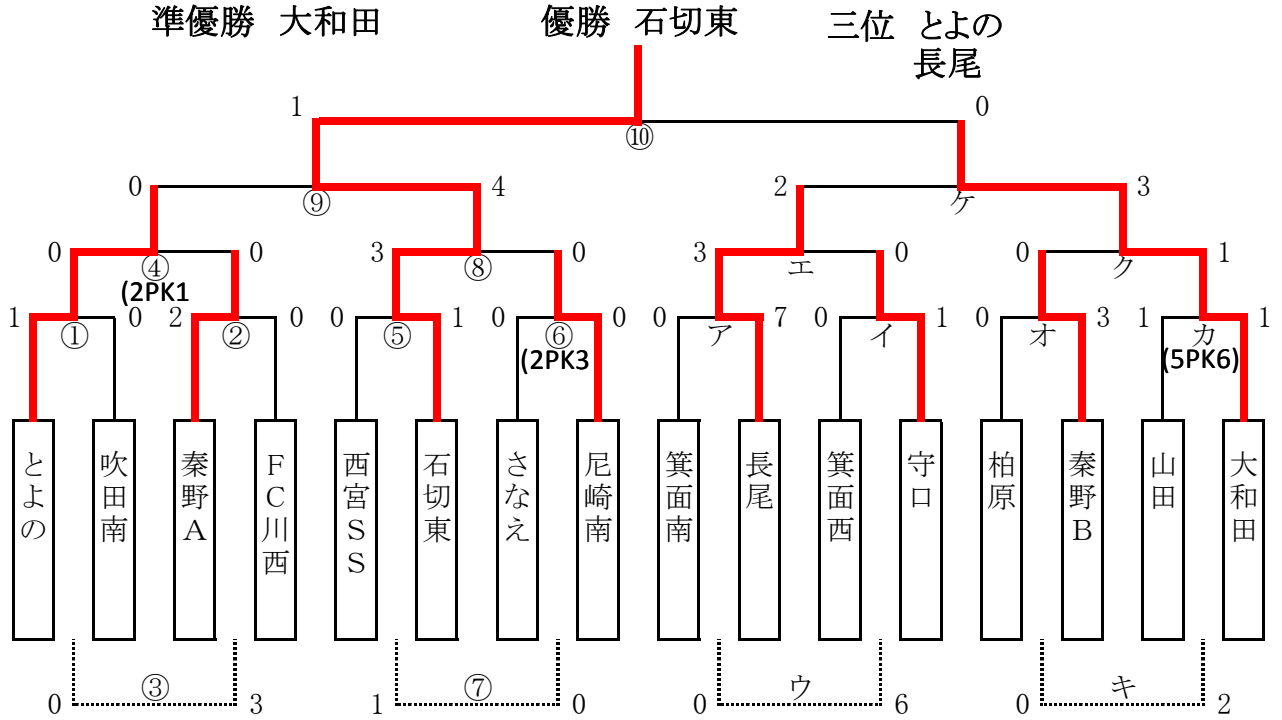 準優勝 大和田 優勝 石切東 三位 とよの
長尾
1 0
⑩
0 4 2 3
⑨ ケ
0 0 3 0 3 0 0 1
④ ⑧ エ ク
(2PK1
1 0 2 0 0 1 0 0 0 7 0 1 0 3 1 1
① ② ⑤ ⑥ ア イ オ カ
(2PK3 (5PK6)
とよの
吹田南
秦野A
FC川西
西宮SS
石切東
さなえ
尼崎南
箕面南
長尾
箕面西
守口
柏原
秦野B
山田
大和田
③ ⑦ ウ キ
0 3 1 0 0 6 0 2